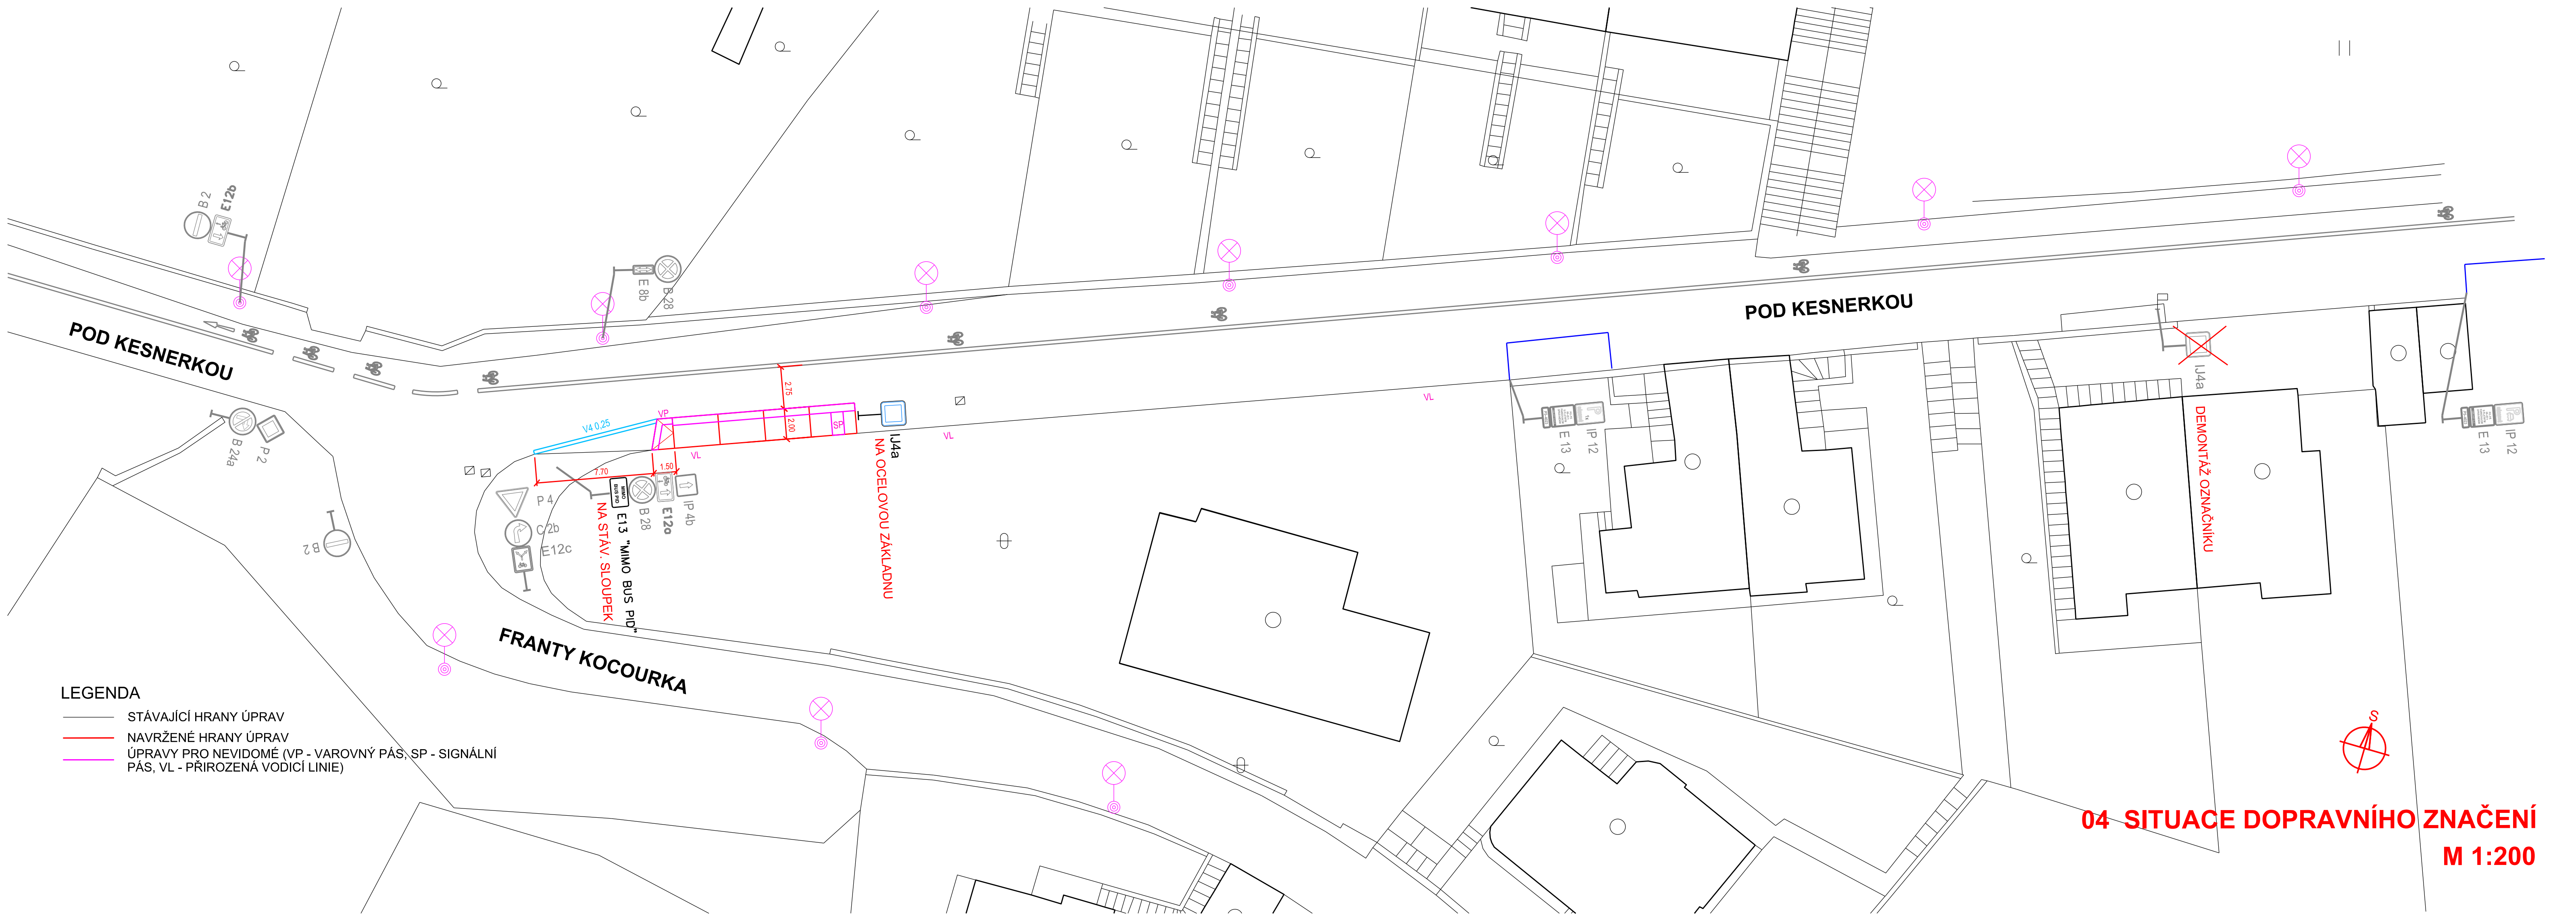 B 2
E12b
E 8b
B 28
POD KESNERKOU
POD KESNERKOU
2.75
2.00
VP
SP
V4 0,25
VL
VL
VL
7.70
1.50
IJ4a
NA OCELOVOU ZÁKLADNU
B 24a
P 2
B 2
P 4
C 2b
E12c
MIMO
BUS PID
E13 "MIMO BUS PID"
NA STÁV. SLOUPEK
B 28
E12a
IP 4b
E 13
IP 12
IJ4a
DEMONTÁŽ OZNAČNÍKU
E 13
IP 12
FRANTY KOCOURKA
LEGENDA
STÁVAJÍCÍ HRANY ÚPRAV
NAVRŽENÉ HRANY ÚPRAV
ÚPRAVY PRO NEVIDOMÉ (VP - VAROVNÝ PÁS, SP - SIGNÁLNÍ
PÁS, VL - PŘIROZENÁ VODICÍ LINIE)
S
04 SITUACE DOPRAVNÍHO ZNAČENÍ
M 1:200